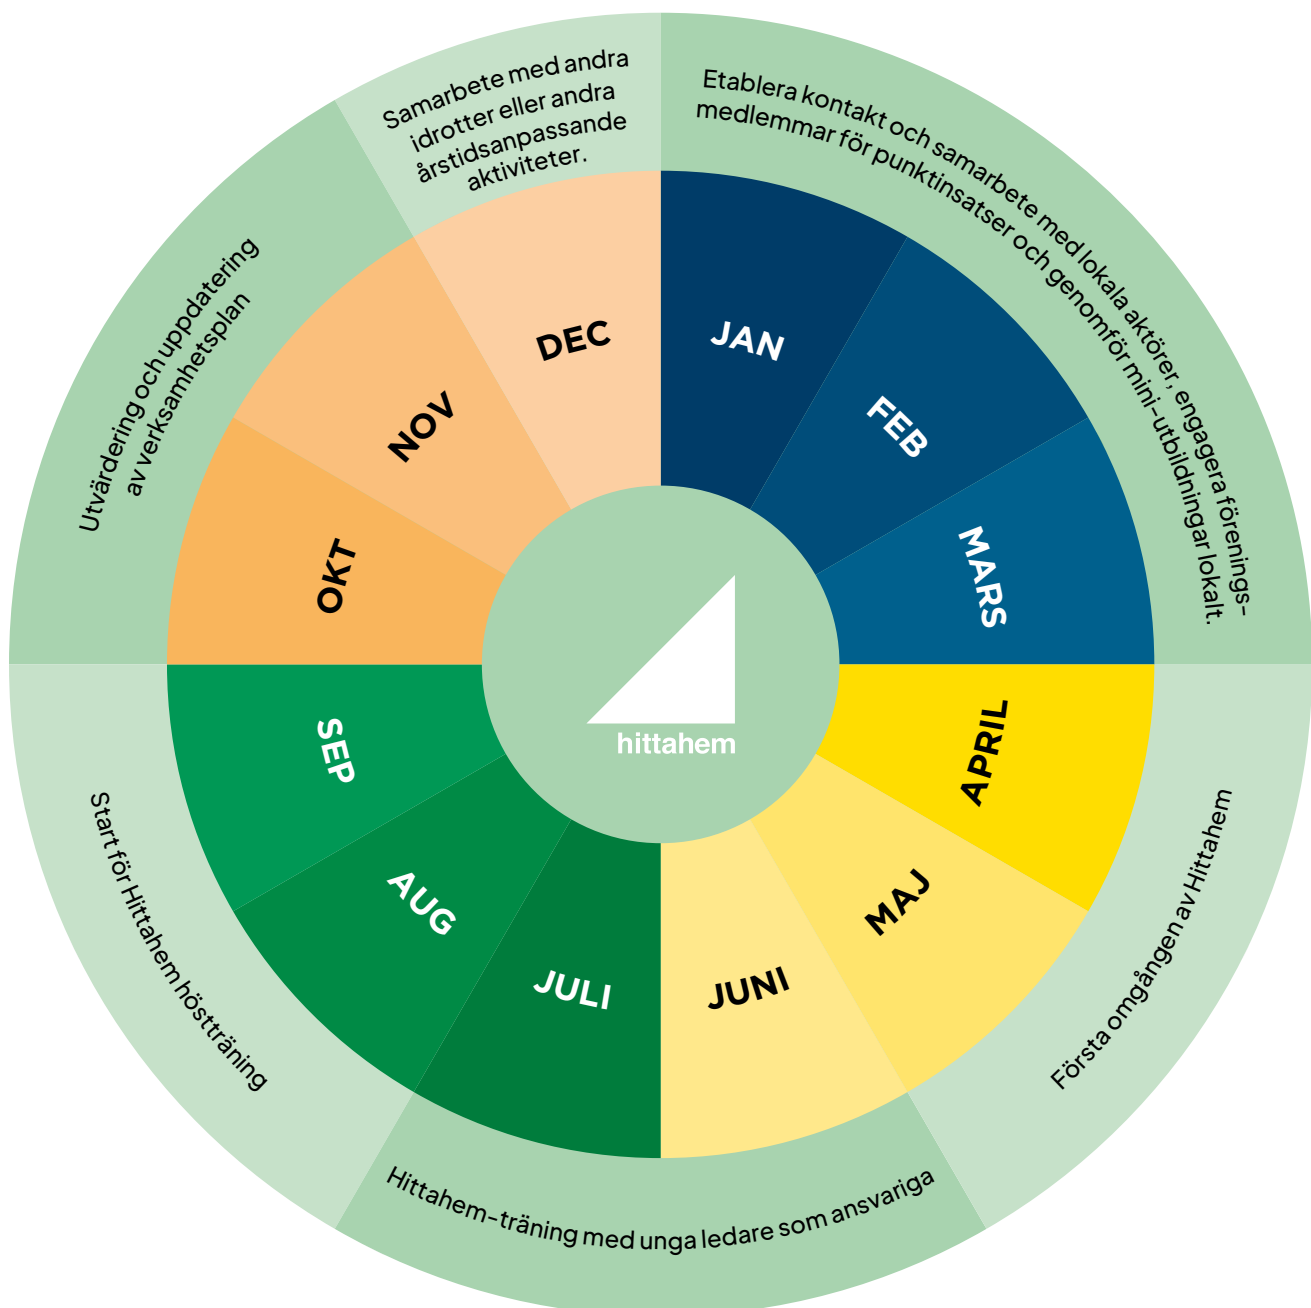 Etablera kontakt och samarbete med lokala aktörer, engagera förenings-
medlemmar för punktinsatser och genomför mini-utbildningar lokalt.
Första omgången av Hittahem
Hittahem-träning med unga ledare som ansvariga
Start för Hittahem höstträning
Utvärdering och uppdatering
av verksamhetsplan
Samarbete med andra
idrotter eller andra
årstidsanpassande
aktiviteter.
JAN
FEB
MARS
APRIL
MAJ
JUNI
JULI
AUG
SEP
OKT
NOV
DEC
hittahem